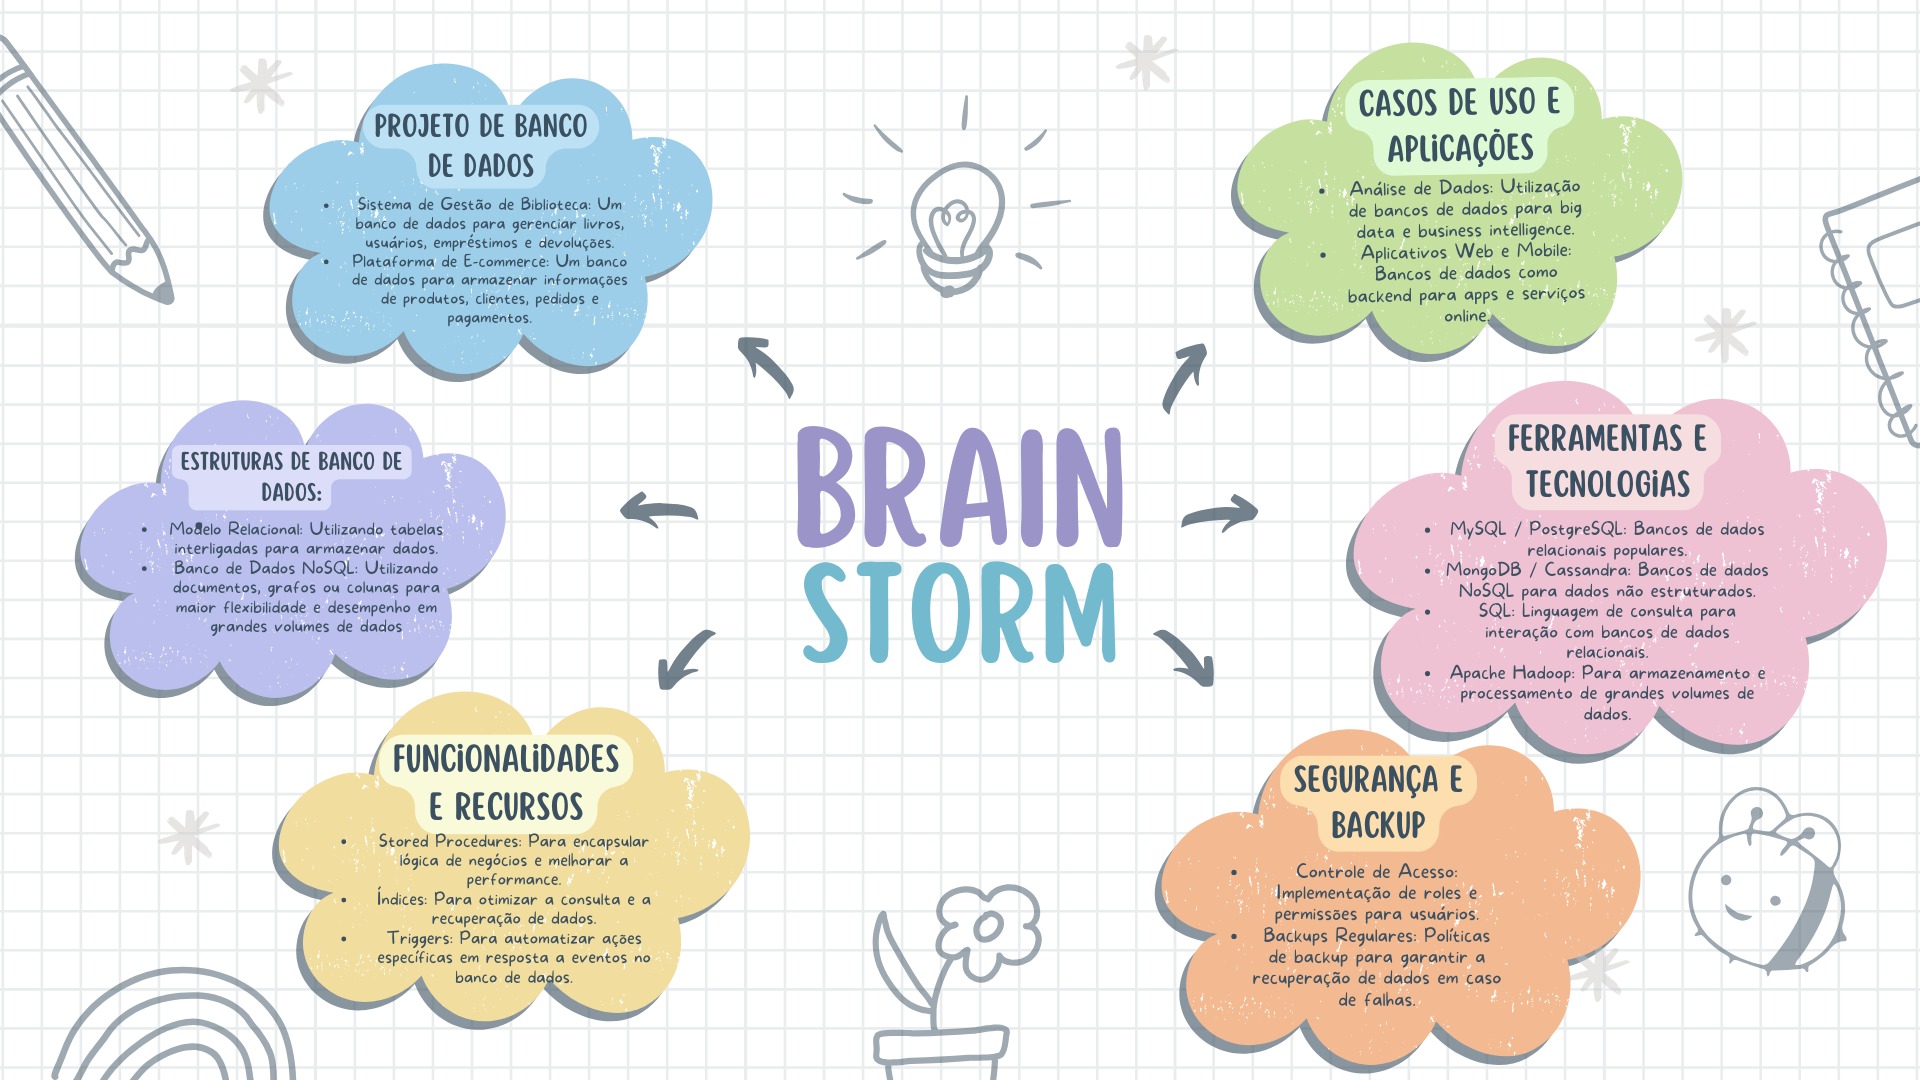 PROJETO DE BANCO
DE DADOS
• Sistema de Gestão de Biblioteca: Um
banco de dados para gerenciar livros,
usuários, empréstimos e devoluções.
• Plataforma de E-commerce: Um banco
de dados para armazenar informações
de produtos, clientes, pedidos e
pagamentos.
ESTRUTURAS DE BANCO DE
DADOS:
• Modelo Relacional: Utilizando tabelas
interligadas para armazenar dados.
• Banco de Dados NoSQL: Utilizando
documentos, grafos ou colunas para
maior flexibilidade e desempenho em
grandes volumes de dados
FUNCIONALIDADES
E RECURSOS
• Stored Procedures: Para encapsular
lógica de negócios e melhorar a
performance.
• Índices: Para otimizar a consulta e a
recuperação de dados.
• Triggers: Para automatizar ações
específicas em resposta a eventos no
banco de dados.
BRAIN
STORM
CASOS DE USO E
APLICAÇÕES
• Análise de Dados: Utilização
de bancos de dados para big
data e business intelligence.
• Aplicativos Web e Mobile:
Bancos de dados como
backend para apps e serviços
online.
FERRAMENTAS E
TECNOLOGIAS
• MySQL / PostgreSQL: Bancos de dados
relacionais populares.
• MongoDB / Cassandra: Bancos de dados
NoSQL para dados não estruturados.
• SQL: Linguagem de consulta para
interação com bancos de dados
relacionais.
• Apache Hadoop: Para armazenamento e
processamento de grandes volumes de
dados.
SEGURANÇA E
BACKUP
• Controle de Acesso:
Implementação de roles e
permissões para usuários.
• Backups Regulares: Políticas
de backup para garantir a
recuperação de dados em caso
de falhas.